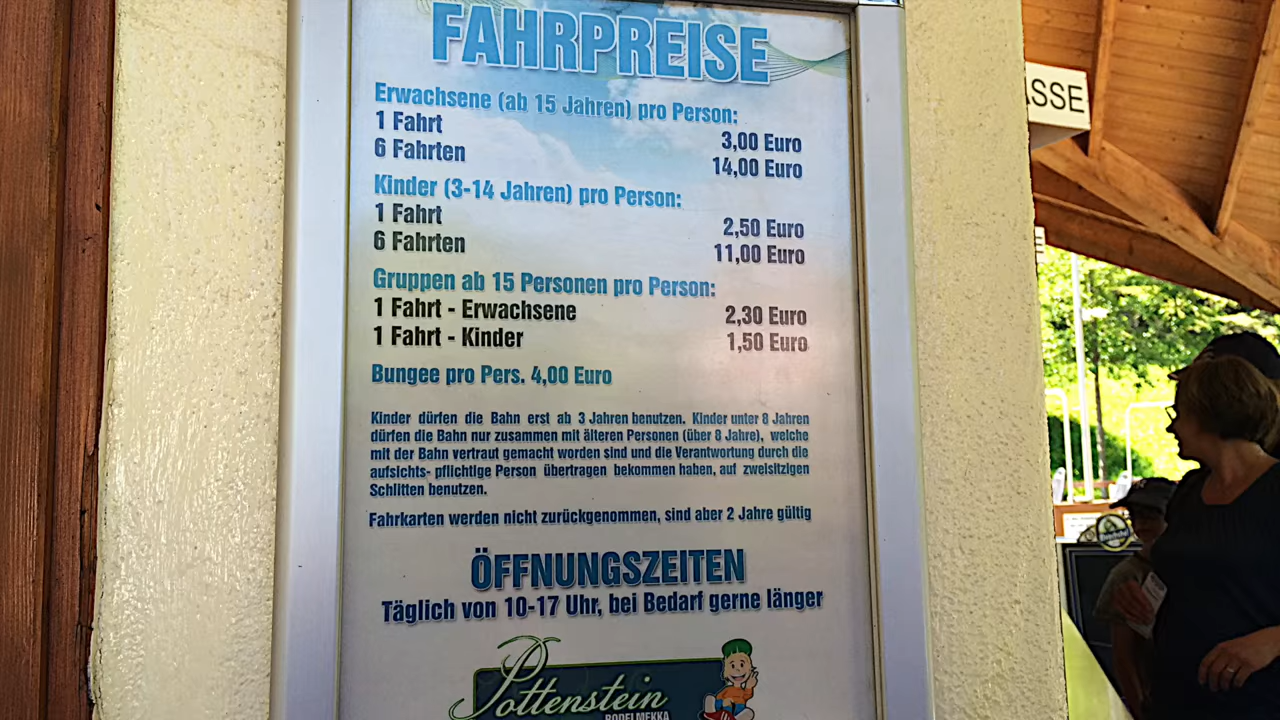 FAHRPREISE
Erwachsene (ab 15 Jahren) pro Person:
1 Fahrt 3,00 Euro
6 Fahrten 14,00 Euro
Kinder (3-14 Jahren) pro Person:
1 Fahrt 2,50 Euro
6 Fahrten 11,00 Euro
Gruppen ab 15 Personen pro Person:
1 Fahrt - Erwachsene 2,30 Euro
1 Fahrt - Kinder 1,50 Euro
Bungee pro Pers. 4,00 Euro
Kinder dürfen die Bahn erst ab 3 Jahren benutzen. Kinder unter 8 Jahren
dürfen die Bahn nur zusammen mit älteren Personen (über 8 Jahre), welche
mit der Bahn vertraut gemacht worden sind und die Verantwortung durch die
aufsichts- pflichtige Person übertragen bekommen haben, auf zweisitzigen
Schlitten benutzen.
Fahrkarten werden nicht zurückgenommen, sind aber 2 Jahre gültig
ÖFFNUNGSZEITEN
Täglich von 10-17 Uhr, bei Bedarf gerne länger
Pottenstein
RODELMEKKA
ASSE